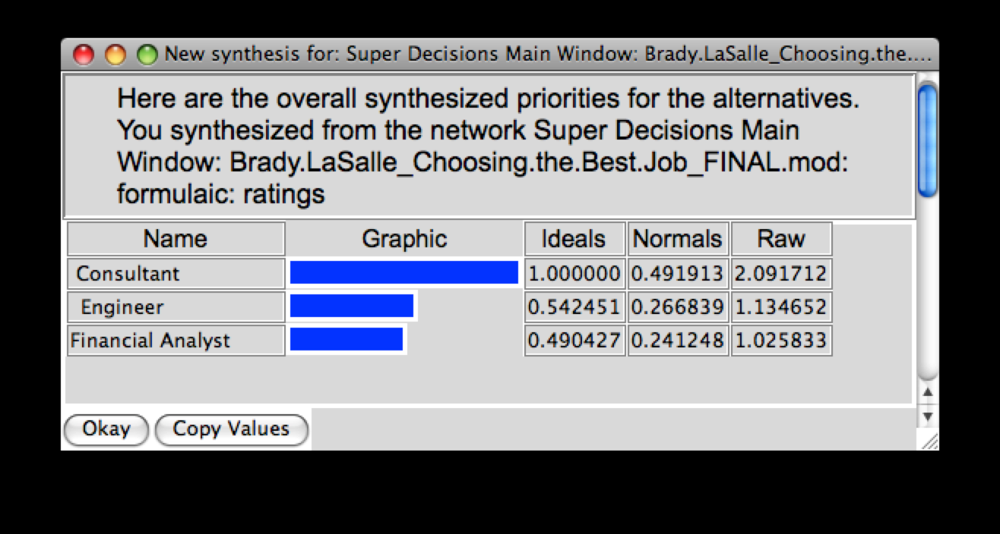 New synthesis for: Super Decisions Main Window: Brady.LaSalle_Choosing.the....
Here are the overall synthesized priorities for the alternatives.
You synthesized from the network Super Decisions Main
Window: Brady.LaSalle_Choosing.the.Best.Job_FINAL.mod:
formulaic: ratings
Name Graphic Ideals Normals Raw
Consultant 1.000000 0.491913 2.091712
Engineer 0.542451 0.266839 1.134652
Financial Analyst 0.490427 0.241248 1.025833
Okay Copy Values